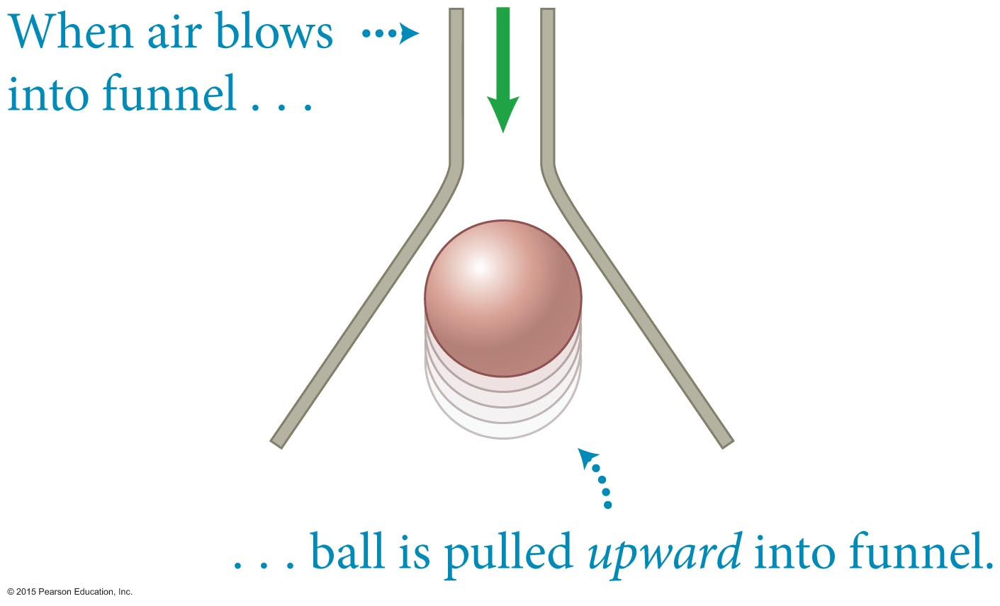 When air blows
into funnel . . .
. . . ball is pulled upward into funnel.
© 2015 Pearson Education, Inc.